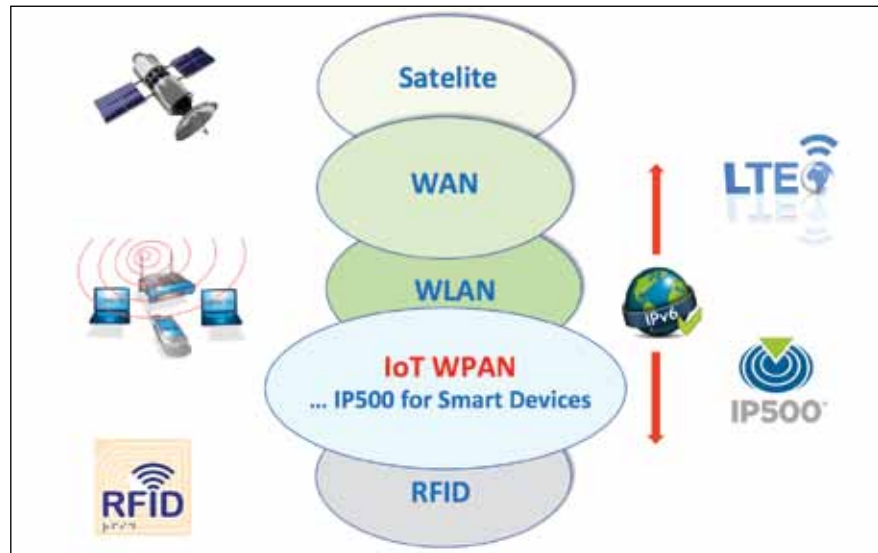 Satelite
WAN
LTE
WLAN
IPv6
IoT WPAN
... IP500 for Smart Devices
IP500
RFID
RFID